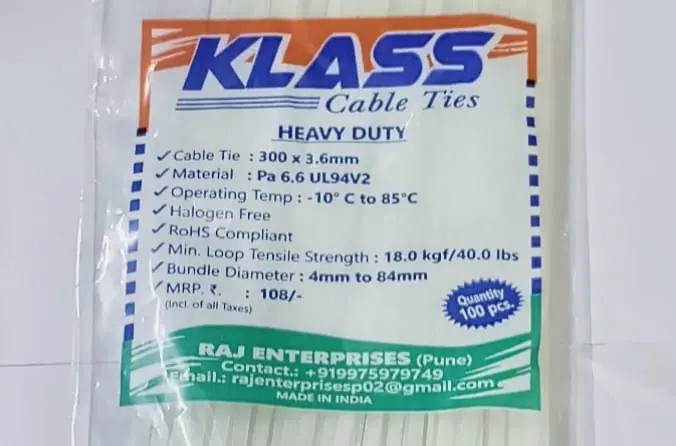 KLASS
Cable Ties
HEAVY DUTY
✓ Cable Tie : 300 x 3.6mm
✓ Material : Pa 6.6 UL94V2
✓ Operating Temp : -10° C to 85°C
✓ Halogen Free
✓ RoHS Compliant
✓ Min. Loop Tensile Strength : 18.0 kgf/40.0 lbs
✓ Bundle Diameter : 4mm to 84mm
✓ MRP. ₹. : 108/-
(Incl. of all Taxes)
Quantity
100 pcs.
RAJ ENTERPRISES (Pune)
Contact.: +919975979749
Email.: rajenterprisesp02@gmail.com
MADE IN INDIA